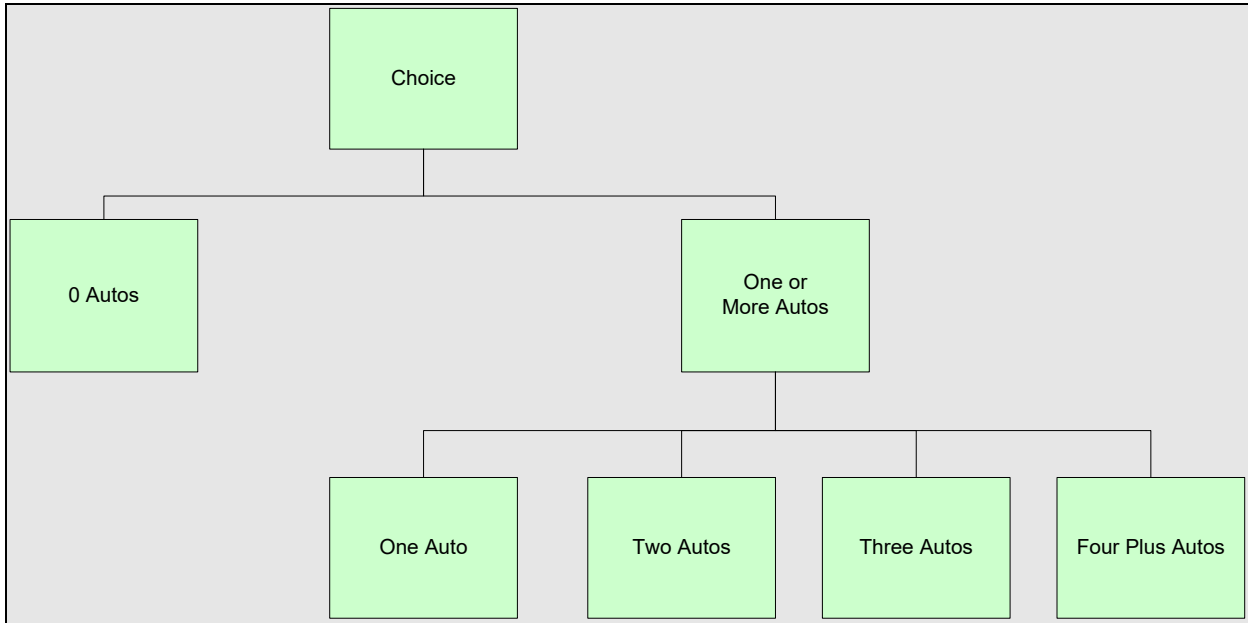 Choice
0 Autos
One or
More Autos
One Auto
Two Autos
Three Autos
Four Plus Autos